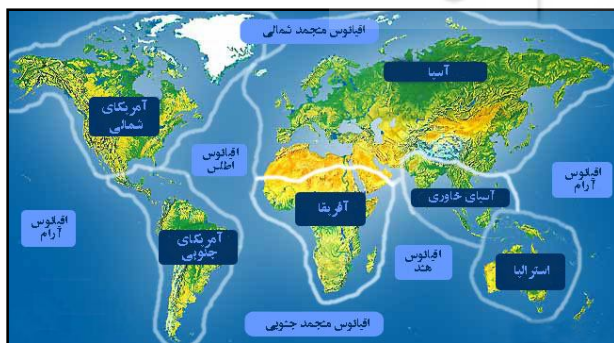 اقیانوس منجمد شمالی
آسیا
آمریکای
شمالی
اقیانوس
اطلس
اقیانوس
آرام
آسیای خاوری
آفریقا
اقیانوس
آرام
آمریکای
جنوبی
اقیانوس
هند
استرالیا
اقیانوس منجمد جنوبی